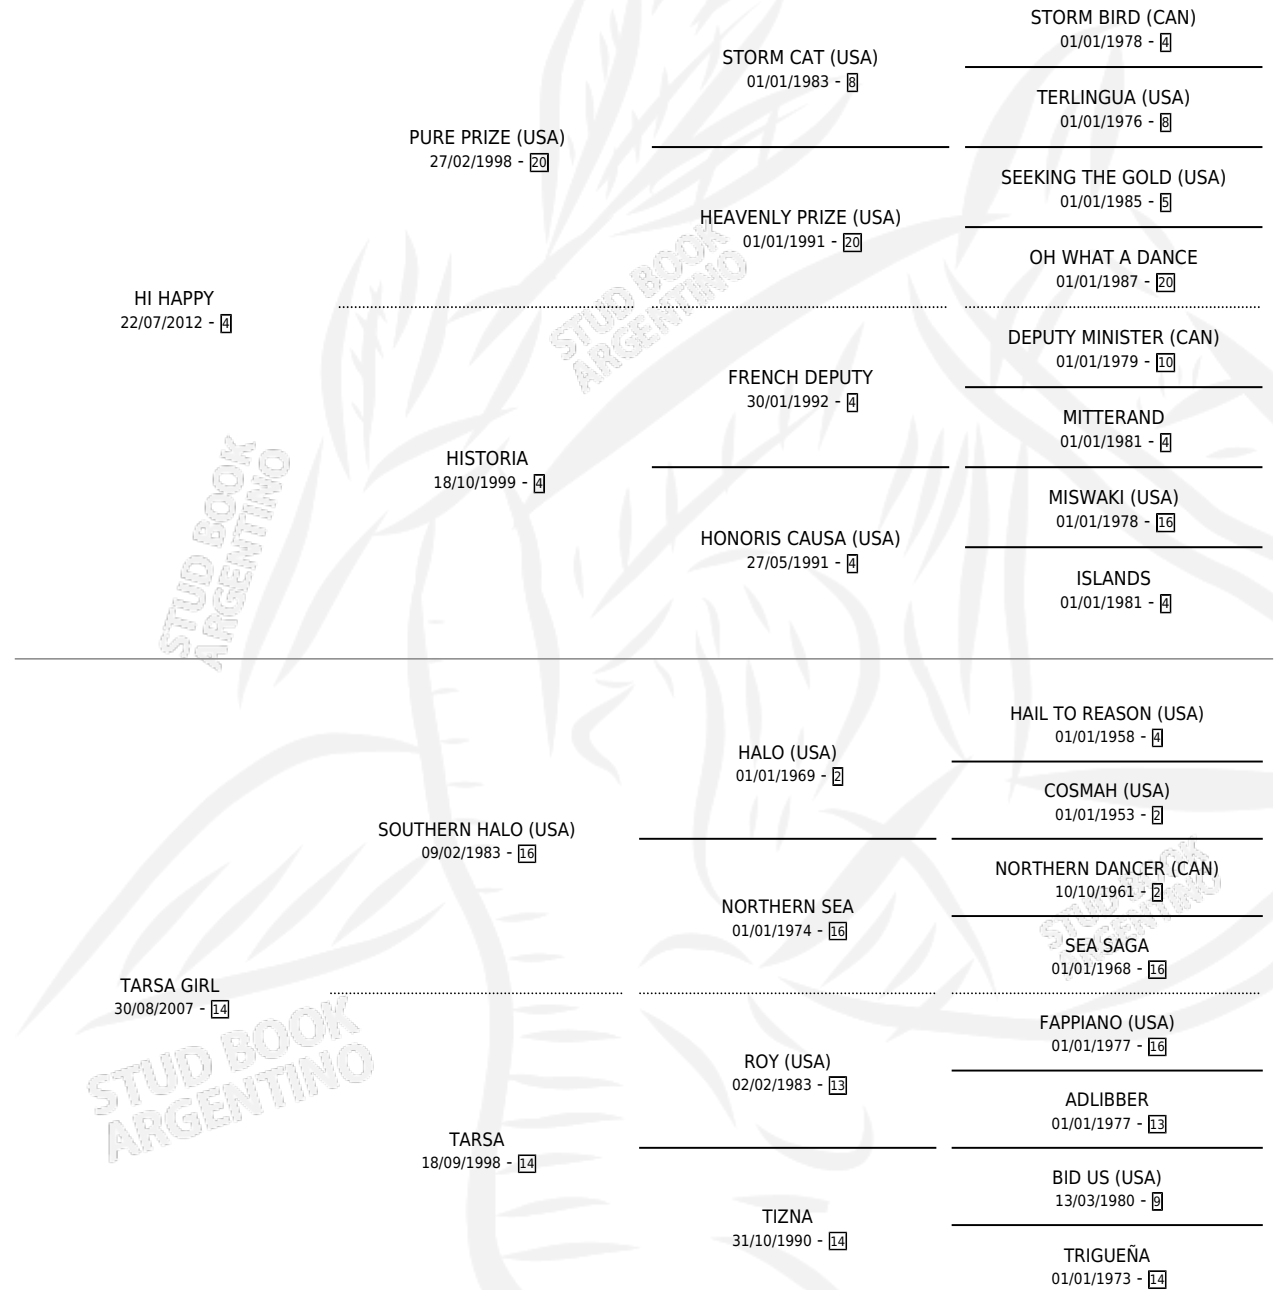 STORM BIRD (CAN)
01/01/1978 - 4
STORM CAT (USA)
01/01/1983 - 8
TERLINGUA (USA)
01/01/1976 - 8
PURE PRIZE (USA)
27/02/1998 - 20
SEEKING THE GOLD (USA)
01/01/1985 - 5
HEAVENLY PRIZE (USA)
01/01/1991 - 20
OH WHAT A DANCE
01/01/1987 - 20
HI HAPPY
22/07/2012 - 4
DEPUTY MINISTER (CAN)
01/01/1979 - 10
FRENCH DEPUTY
30/01/1992 - 4
MITTERAND
01/01/1981 - 4
HISTORIA
18/10/1999 - 4
MISWAKI (USA)
01/01/1978 - 16
HONORIS CAUSA (USA)
27/05/1991 - 4
ISLANDS
01/01/1981 - 4
HAIL TO REASON (USA)
01/01/1958 - 4
HALO (USA)
01/01/1969 - 2
COSMAH (USA)
01/01/1953 - 2
SOUTHERN HALO (USA)
09/02/1983 - 16
NORTHERN DANCER (CAN)
10/10/1961 - 2
NORTHERN SEA
01/01/1974 - 16
SEA SAGA
01/01/1968 - 16
TARSA GIRL
30/08/2007 - 14
FAPPIANO (USA)
01/01/1977 - 16
ROY (USA)
02/02/1983 - 13
ADLIBBER
01/01/1977 - 13
TARSA
18/09/1998 - 14
BID US (USA)
13/03/1980 - 9
TIZNA
31/10/1990 - 14
TRIGUEÑA
01/01/1973 - 14
STUD BOOK
ARGENTINO
STUD BOOK
ARGENTINO
STUD BOOK
ARGENTINO
STUD BOOK
ARGENTINO